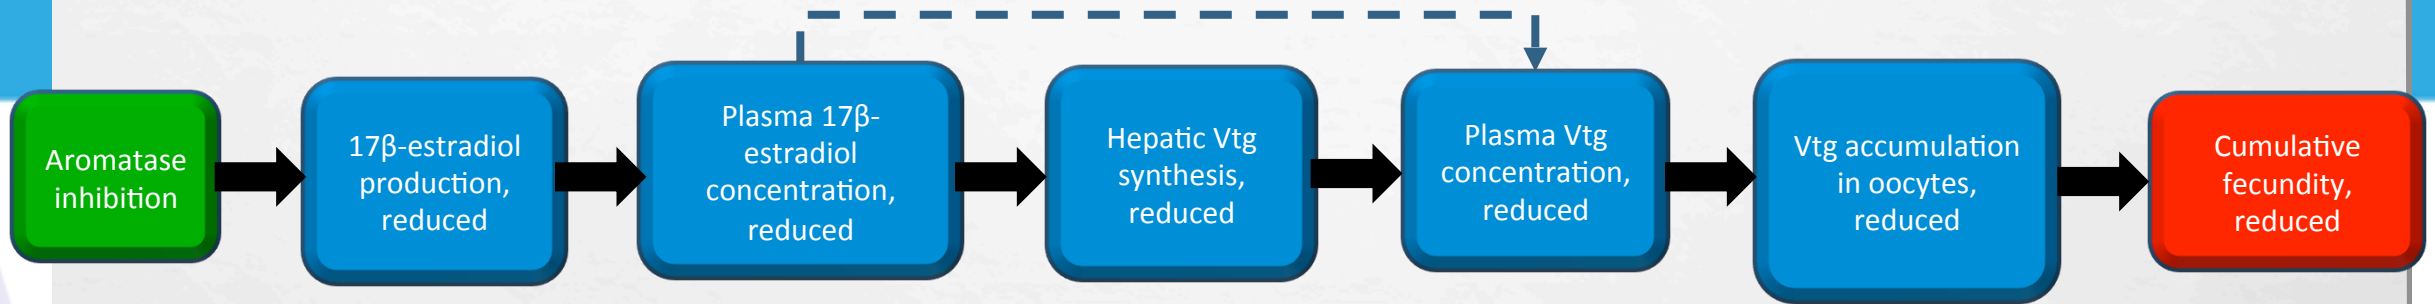 Aromatase
inhibition
17β-estradiol
production,
reduced
Plasma 17β-
estradiol
concentration,
reduced
Hepatic Vtg
synthesis,
reduced
Plasma Vtg
concentration,
reduced
Vtg accumulation
in oocytes,
reduced
Cumulative
fecundity,
reduced